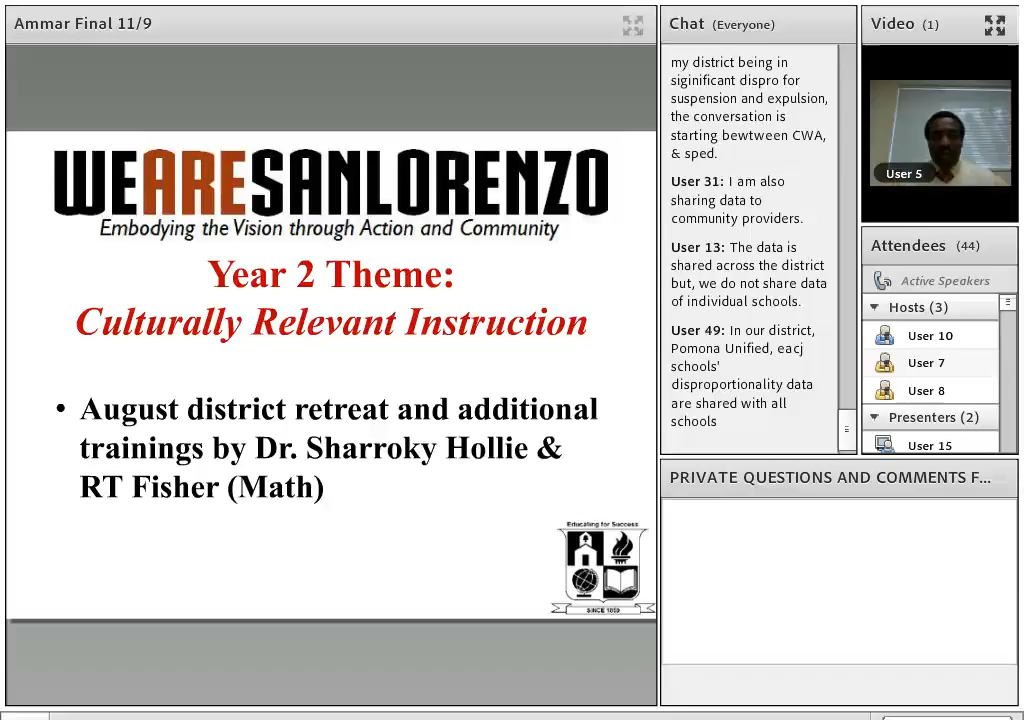 Ammar Final 11/9
WEARESANLORENZO
Embodying the Vision through Action and Community
Year 2 Theme:
Culturally Relevant Instruction
• August district retreat and additional
trainings by Dr. Sharroky Hollie &
RT Fisher (Math)
Educating for Success
SINCE 1859
Chat (Everyone)
my district being in
siginificant dispro for
suspension and expulsion,
the conversation is
starting bewtween CWA,
& sped.
User 31: I am also
sharing data to
community providers.
User 13: The data is
shared across the district
but, we do not share data
of individual schools.
User 49: In our district,
Pomona Unified, eacj
schools'
disproportionality data
are shared with all
schools
Video (1)
User 5
Attendees (44)
Active Speakers
Hosts (3)
User 10
User 7
User 8
Presenters (2)
User 15
PRIVATE QUESTIONS AND COMMENTS F...